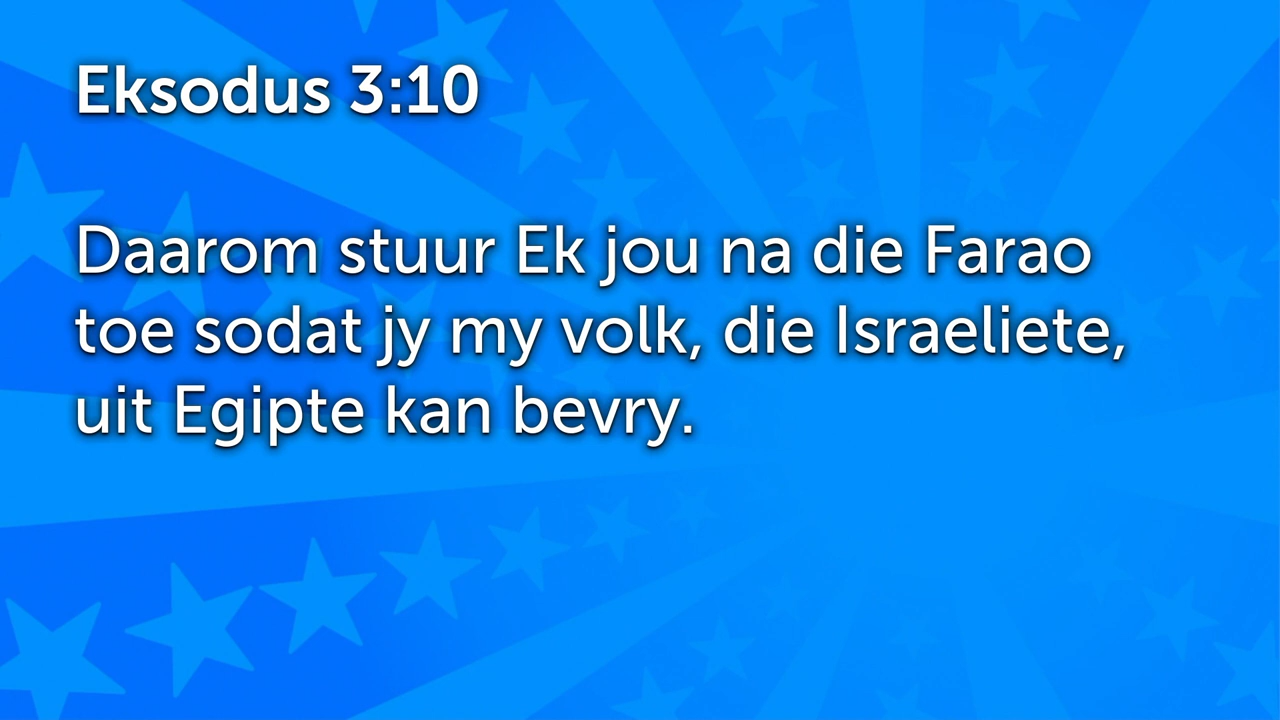 Eksodus 3:10
Daarom stuur Ek jou na die Farao
toe sodat jy my volk, die Israeliete,
uit Egipte kan bevry.